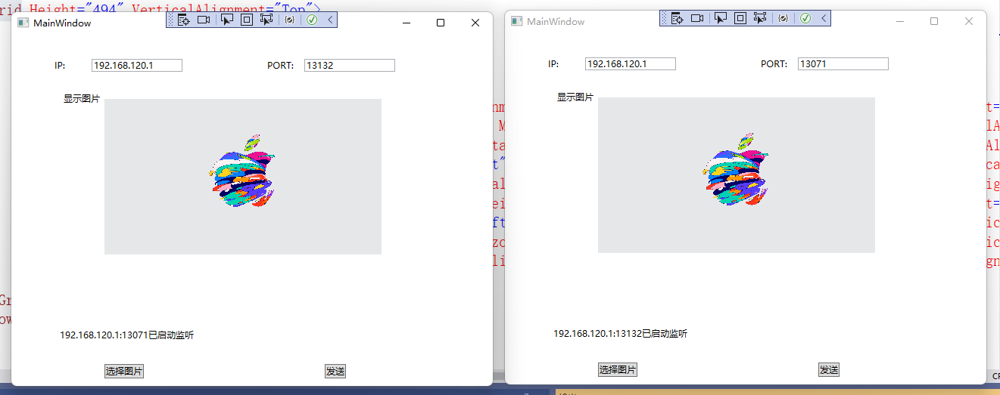 rid Height="494" VerticalAlignment="Top">
MainWindow
IP:
192.168.120.1
PORT:
13132
显示图片
192.168.120.1:13071已启动监听
选择图片
发送
MainWindow
IP:
192.168.120.1
PORT:
13071
显示图片
192.168.120.1:13132已启动监听
选择图片
发送